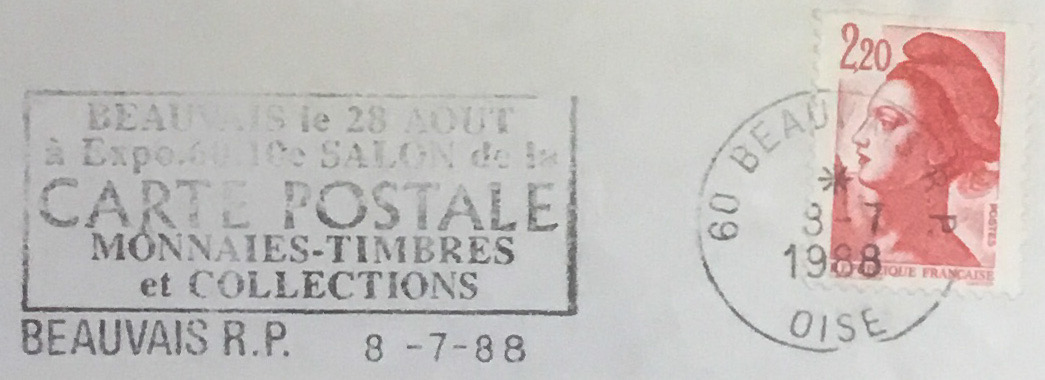 BEAUVAIS le 28 AOUT
à Expo.60 10e SALON de la
CARTE POSTALE
MONNAIES-TIMBRES
et COLLECTIONS
BEAUVAIS R.P. 8 -7-88
60 BEAUVAIS R. P.
*
8 - 7
1988
OISE
2,20
POSTES
RÉPUBLIQUE FRANÇAISE